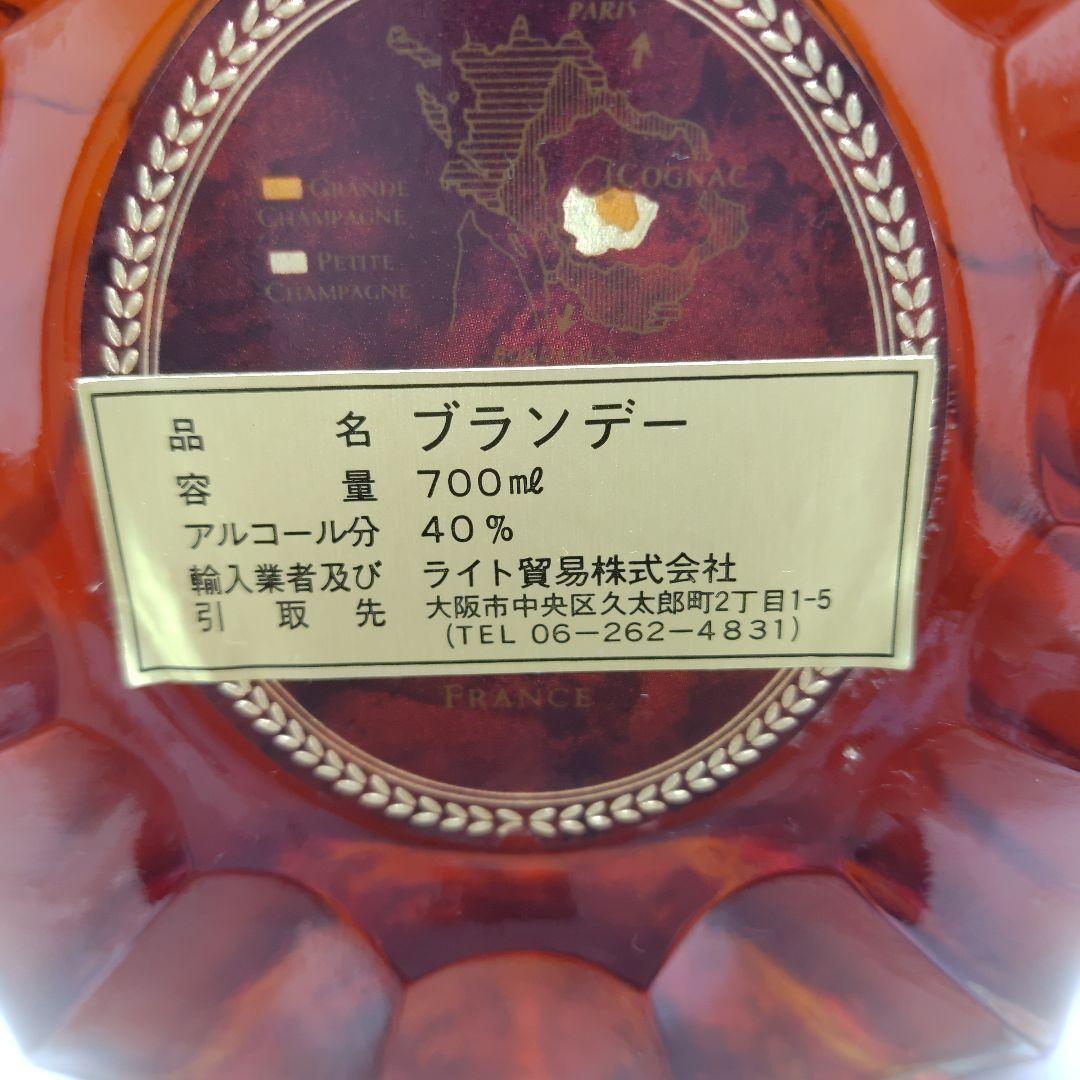 PARIS
COGNAC
GRANDE
CHAMPAGNE
PETITE
CHAMPAGNE
BORDEAUX
品名 ブランデー
容量 700㎖
アルコール分 40%
輸入業者及び引取先 ライト貿易株式会社
大阪市中央区久太郎町2丁目1-5
(TEL 06-262-4831)
FRANCE